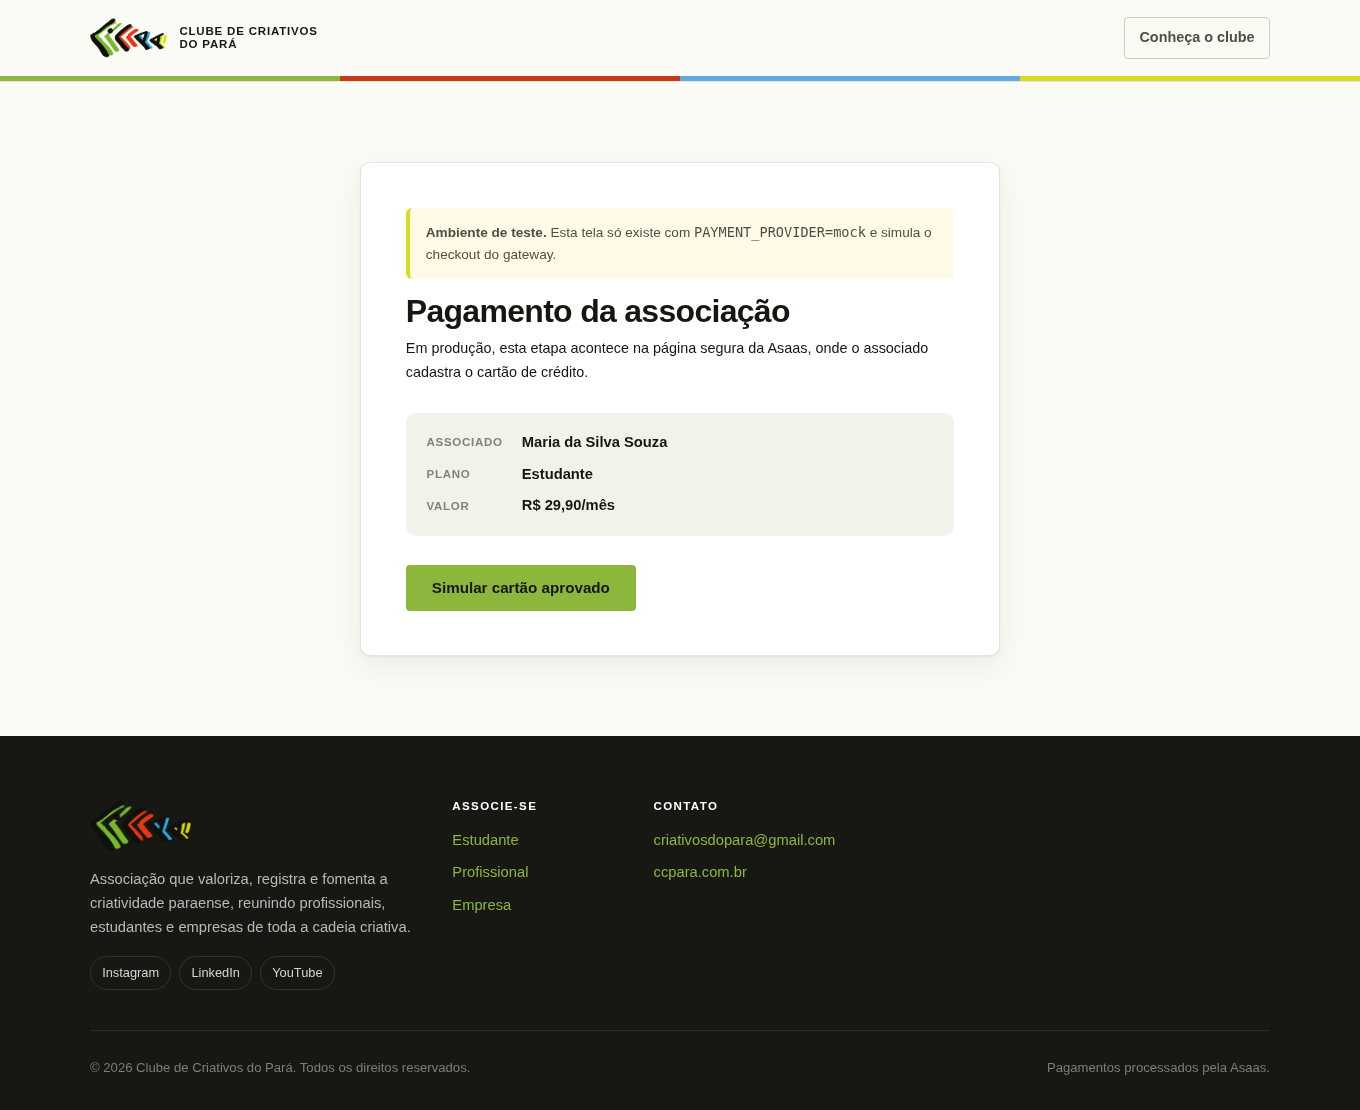 CLUBE DE CRIATIVOS
DO PARÁ
Conheça o clube
Ambiente de teste. Esta tela só existe com PAYMENT_PROVIDER=mock e simula o
checkout do gateway.
Pagamento da associação
Em produção, esta etapa acontece na página segura da Asaas, onde o associado
cadastra o cartão de crédito.
ASSOCIADO Maria da Silva Souza
PLANO Estudante
VALOR R$ 29,90/mês
Simular cartão aprovado
Associação que valoriza, registra e fomenta a
criatividade paraense, reunindo profissionais,
estudantes e empresas de toda a cadeia criativa.
Instagram LinkedIn YouTube
ASSOCIE-SE
Estudante
Profissional
Empresa
CONTATO
criativosdopara@gmail.com
ccpara.com.br
© 2026 Clube de Criativos do Pará. Todos os direitos reservados.
Pagamentos processados pela Asaas.